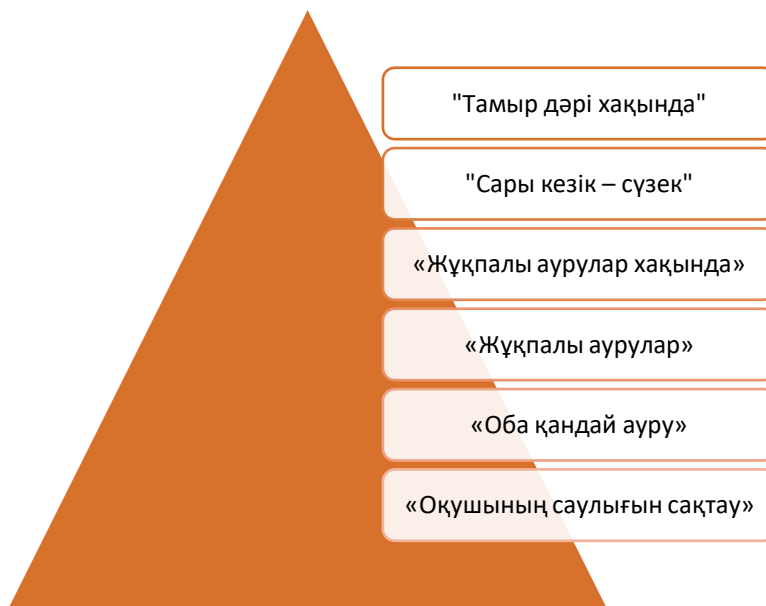 "Тамыр дәрі хақында"
"Сары кезік – сүзек"
«Жұқпалы аурулар хақында»
«Жұқпалы аурулар»
«Оба қандай ауру»
«Оқушының саулығын сақтау»